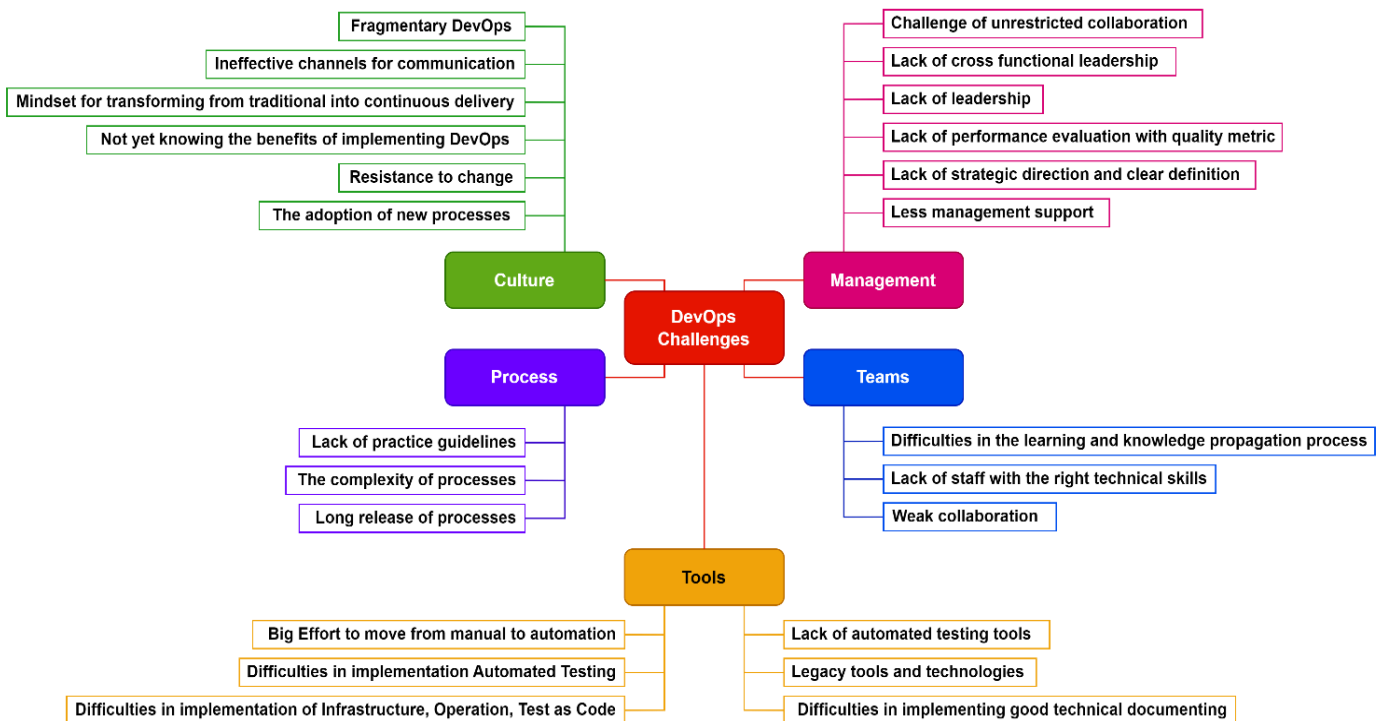 Fragmentary DevOps
Ineffective channels for communication
Mindset for transforming from traditional into continuous delivery
Not yet knowing the benefits of implementing DevOps
Resistance to change
The adoption of new processes
Culture
Challenge of unrestricted collaboration
Lack of cross functional leadership
Lack of leadership
Lack of performance evaluation with quality metric
Lack of strategic direction and clear definition
Less management support
Management
DevOps
Challenges
Process
Lack of practice guidelines
The complexity of processes
Long release of processes
Teams
Difficulties in the learning and knowledge propagation process
Lack of staff with the right technical skills
Weak collaboration
Tools
Big Effort to move from manual to automation
Difficulties in implementation Automated Testing
Difficulties in implementation of Infrastructure, Operation, Test as Code
Lack of automated testing tools
Legacy tools and technologies
Difficulties in implementing good technical documenting